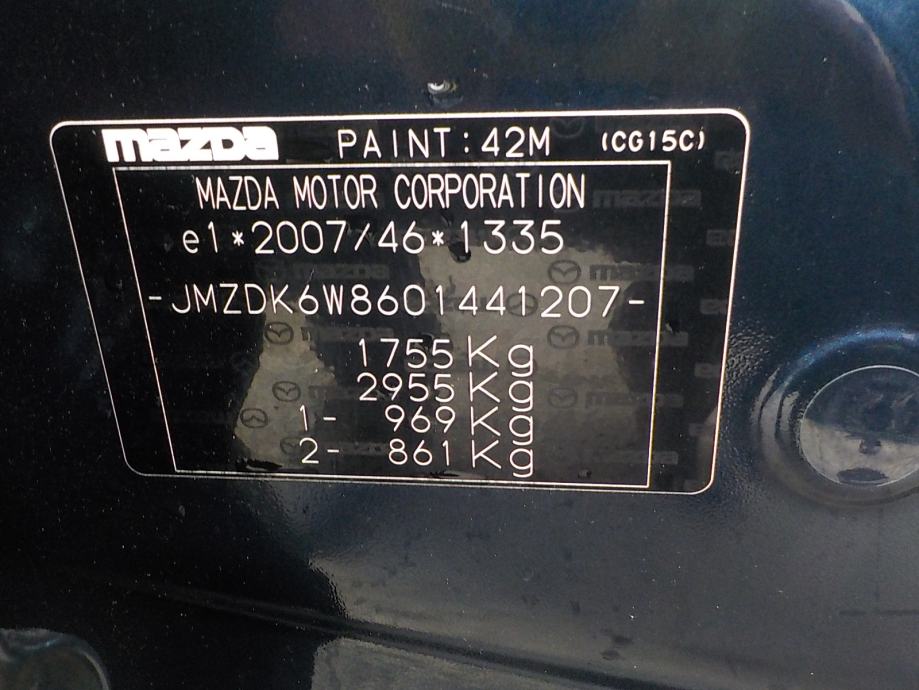 mazda PAINT:42M (CG15C)
MAZDA MOTOR CORPORATION
e1*2007/46*1335
-JMZDK6W8601441207-
1755Kg
2955Kg
1- 969Kg
2- 861Kg